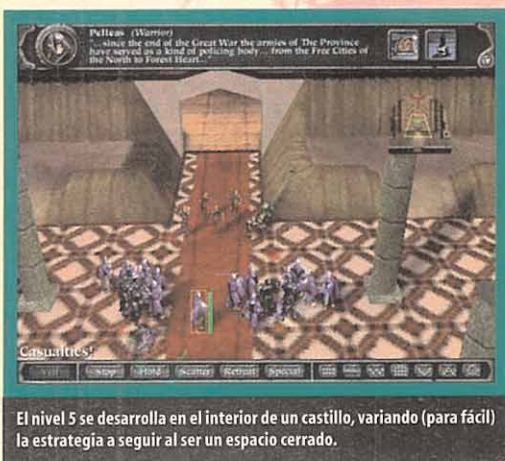 Pelleas (Warrior)
"...since the end of the Great War the armies of The Province
have served as a kind of policing body... from the Free Cities of
the North to Forest Heart..."
Casualties!
Stop Hold Scatter Retreat Special
El nivel 5 se desarrolla en el interior de un castillo, variando (para fácil)
la estrategia a seguir al ser un espacio cerrado.